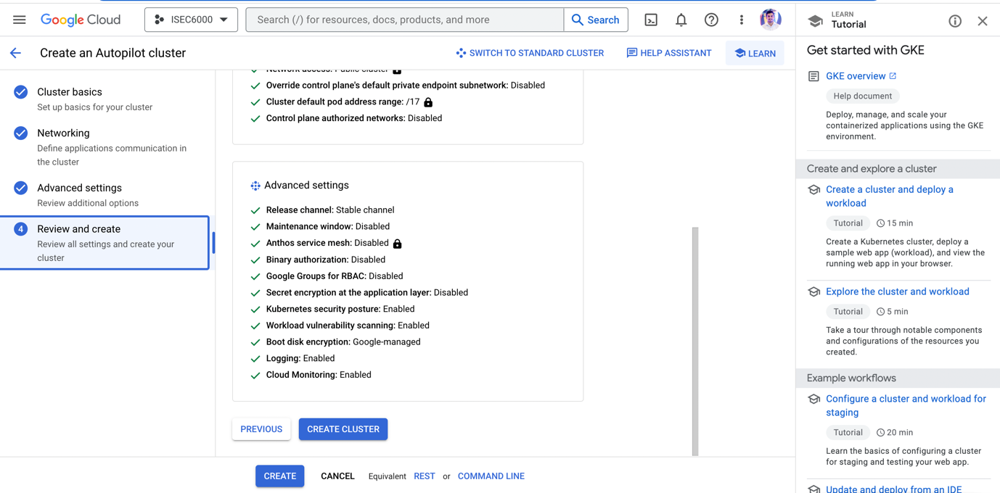 Google Cloud
ISEC6000
Search (/) for resources, docs, products, and more
Search
LEARN
Tutorial
Create an Autopilot cluster
SWITCH TO STANDARD CLUSTER
HELP ASSISTANT
LEARN
Cluster basics
Set up basics for your cluster
Networking
Define applications communication in
the cluster
Advanced settings
Review additional options
4
Review and create
Review all settings and create your
cluster
Network access: Public cluster
Override control plane's default private endpoint subnetwork: Disabled
Cluster default pod address range: /17
Control plane authorized networks: Disabled
Advanced settings
Release channel: Stable channel
Maintenance window: Disabled
Anthos service mesh: Disabled
Binary authorization: Disabled
Google Groups for RBAC: Disabled
Secret encryption at the application layer: Disabled
Kubernetes security posture: Enabled
Workload vulnerability scanning: Enabled
Boot disk encryption: Google-managed
Logging: Enabled
Cloud Monitoring: Enabled
PREVIOUS
CREATE CLUSTER
CREATE
CANCEL
Equivalent REST or COMMAND LINE
Get started with GKE
GKE overview
Help document
Deploy, manage, and scale your
containerized applications using the GKE
environment.
Create and explore a cluster
Create a cluster and deploy a
workload
Tutorial
15 min
Create a Kubernetes cluster, deploy a
sample web app (workload), and view the
running web app in your browser.
Explore the cluster and workload
Tutorial
5 min
Take a tour through notable components
and configurations of the resources you
created.
Example workflows
Configure a cluster and workload for
staging
Tutorial
20 min
Learn the basics of configuring a cluster
for staging and testing your web app.
Update and deploy from an IDE